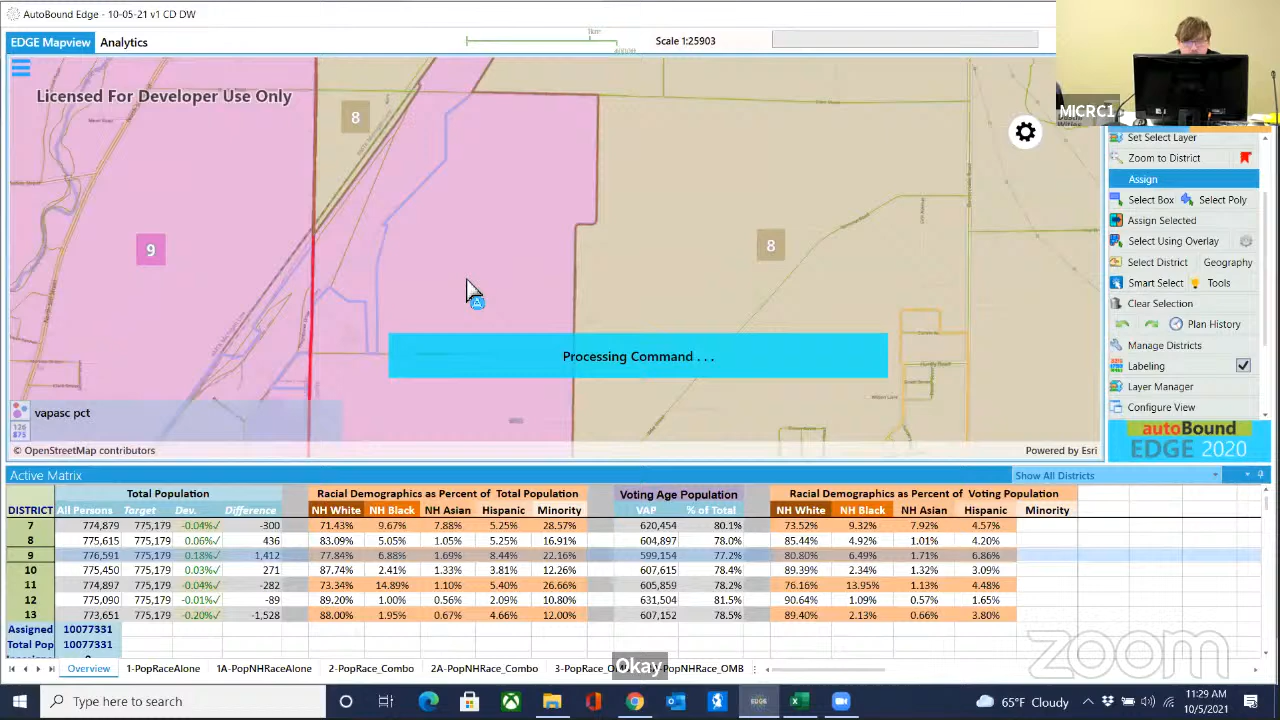 AutoBound Edge - 10-05-21 v1 CD DW
EDGE Mapview Analytics
Scale 1:25903
Licensed For Developer Use Only
8
9
8
MICRC1
Set Select Layer
Zoom to District
Assign
Select Box Select Poly
Assign Selected
Select Using Overlay
Select District Geography
Smart Select Tools
Clear Selection
Plan History
Manage Districts
Labeling
Layer Manager
Configure View
autoBound
EDGE 2020
Processing Command . . .
vapasc pct
© OpenStreetMap contributors
Powered by Esri
Active Matrix
Show All Districts
Total Population Racial Demographics as Percent of Total Population Voting Age Population Racial Demographics as Percent of Voting Population
DISTRICT All Persons Target Dev. Difference NH White NH Black NH Asian Hispanic Minority VAP % of Total NH White NH Black NH Asian Hispanic Minority
7 774,879 775,179 -0.04%✓ -300 71.43% 9.67% 7.88% 5.25% 28.57% 620,454 80.1% 73.52% 9.32% 7.92% 4.57%
8 775,615 775,179 0.06%✓ 436 83.09% 5.05% 1.05% 5.25% 16.91% 604,897 78.0% 85.44% 4.92% 1.01% 4.20%
9 776,591 775,179 0.18%✓ 1,412 77.84% 6.88% 1.69% 8.44% 22.16% 599,154 77.2% 80.80% 6.49% 1.71% 6.86%
10 775,450 775,179 0.03%✓ 271 87.74% 2.41% 1.33% 3.81% 12.26% 607,615 78.4% 89.39% 2.34% 1.32% 3.09%
11 774,897 775,179 -0.04%✓ -282 73.34% 14.89% 1.10% 5.40% 26.66% 605,859 78.2% 76.16% 13.95% 1.13% 4.48%
12 775,090 775,179 -0.01%✓ -89 89.20% 1.00% 0.56% 2.09% 10.80% 631,504 81.5% 90.64% 1.09% 0.57% 1.65%
13 773,651 775,179 -0.20%✓ -1,528 88.00% 1.95% 0.67% 4.66% 12.00% 607,152 78.5% 89.40% 2.13% 0.66% 3.80%
Assigned 10077331
Total Pop 10077331
Overview 1-PopRaceAlone 1A-PopNHRaceAlone 2-PopRace_Combo 2A-PopNHRace_Combo 3-PopRace_O
PopNHRace_OMB
Okay
zoom
Type here to search
65°F Cloudy
11:29 AM
10/5/2021